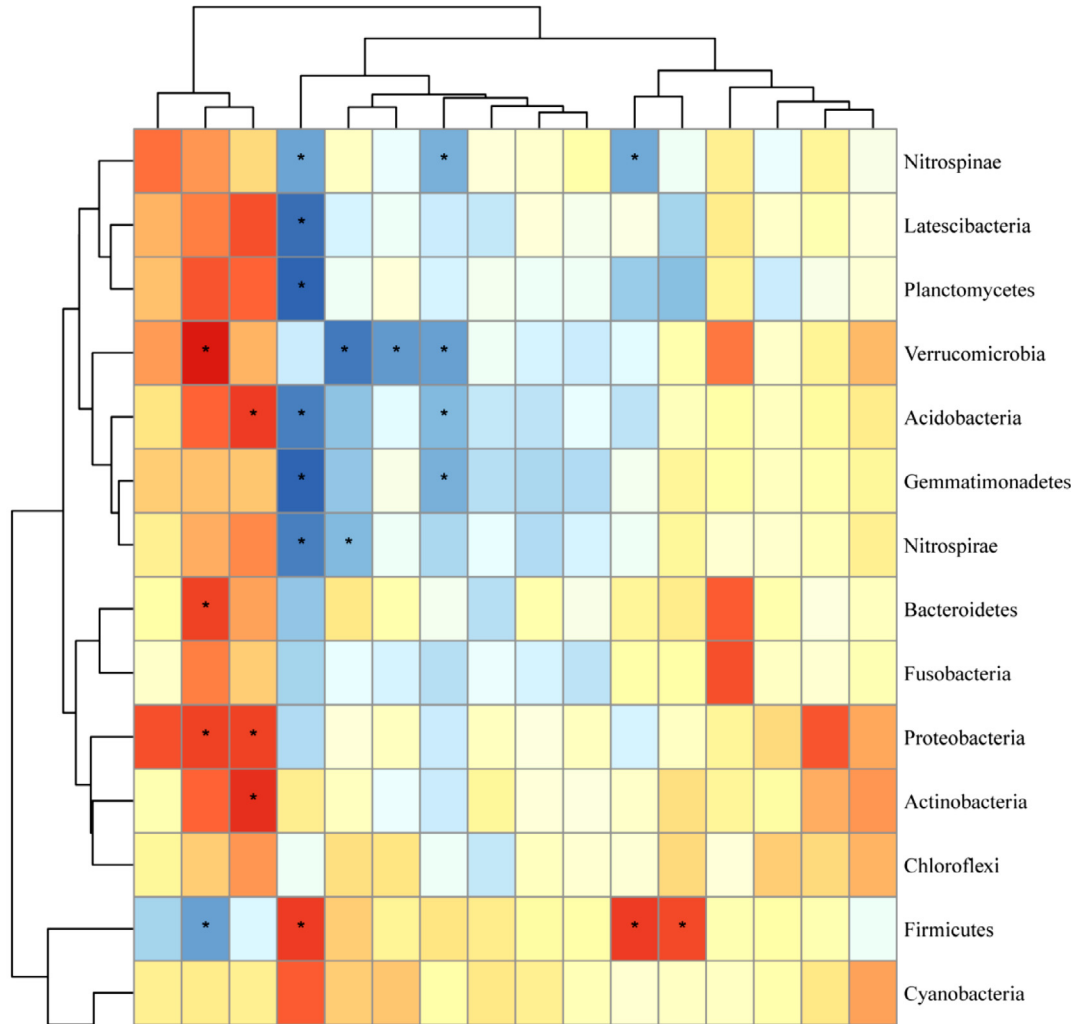 * * * Nitrospinae
* Latescibacteria
* Planctomycetes
* * * * Verrucomicrobia
* * * Acidobacteria
* * Gemmatimonadetes
* * Nitrospirae
* Bacteroidetes
Fusobacteria
* * Proteobacteria
* Actinobacteria
Chloroflexi
* * * * Firmicutes
Cyanobacteria